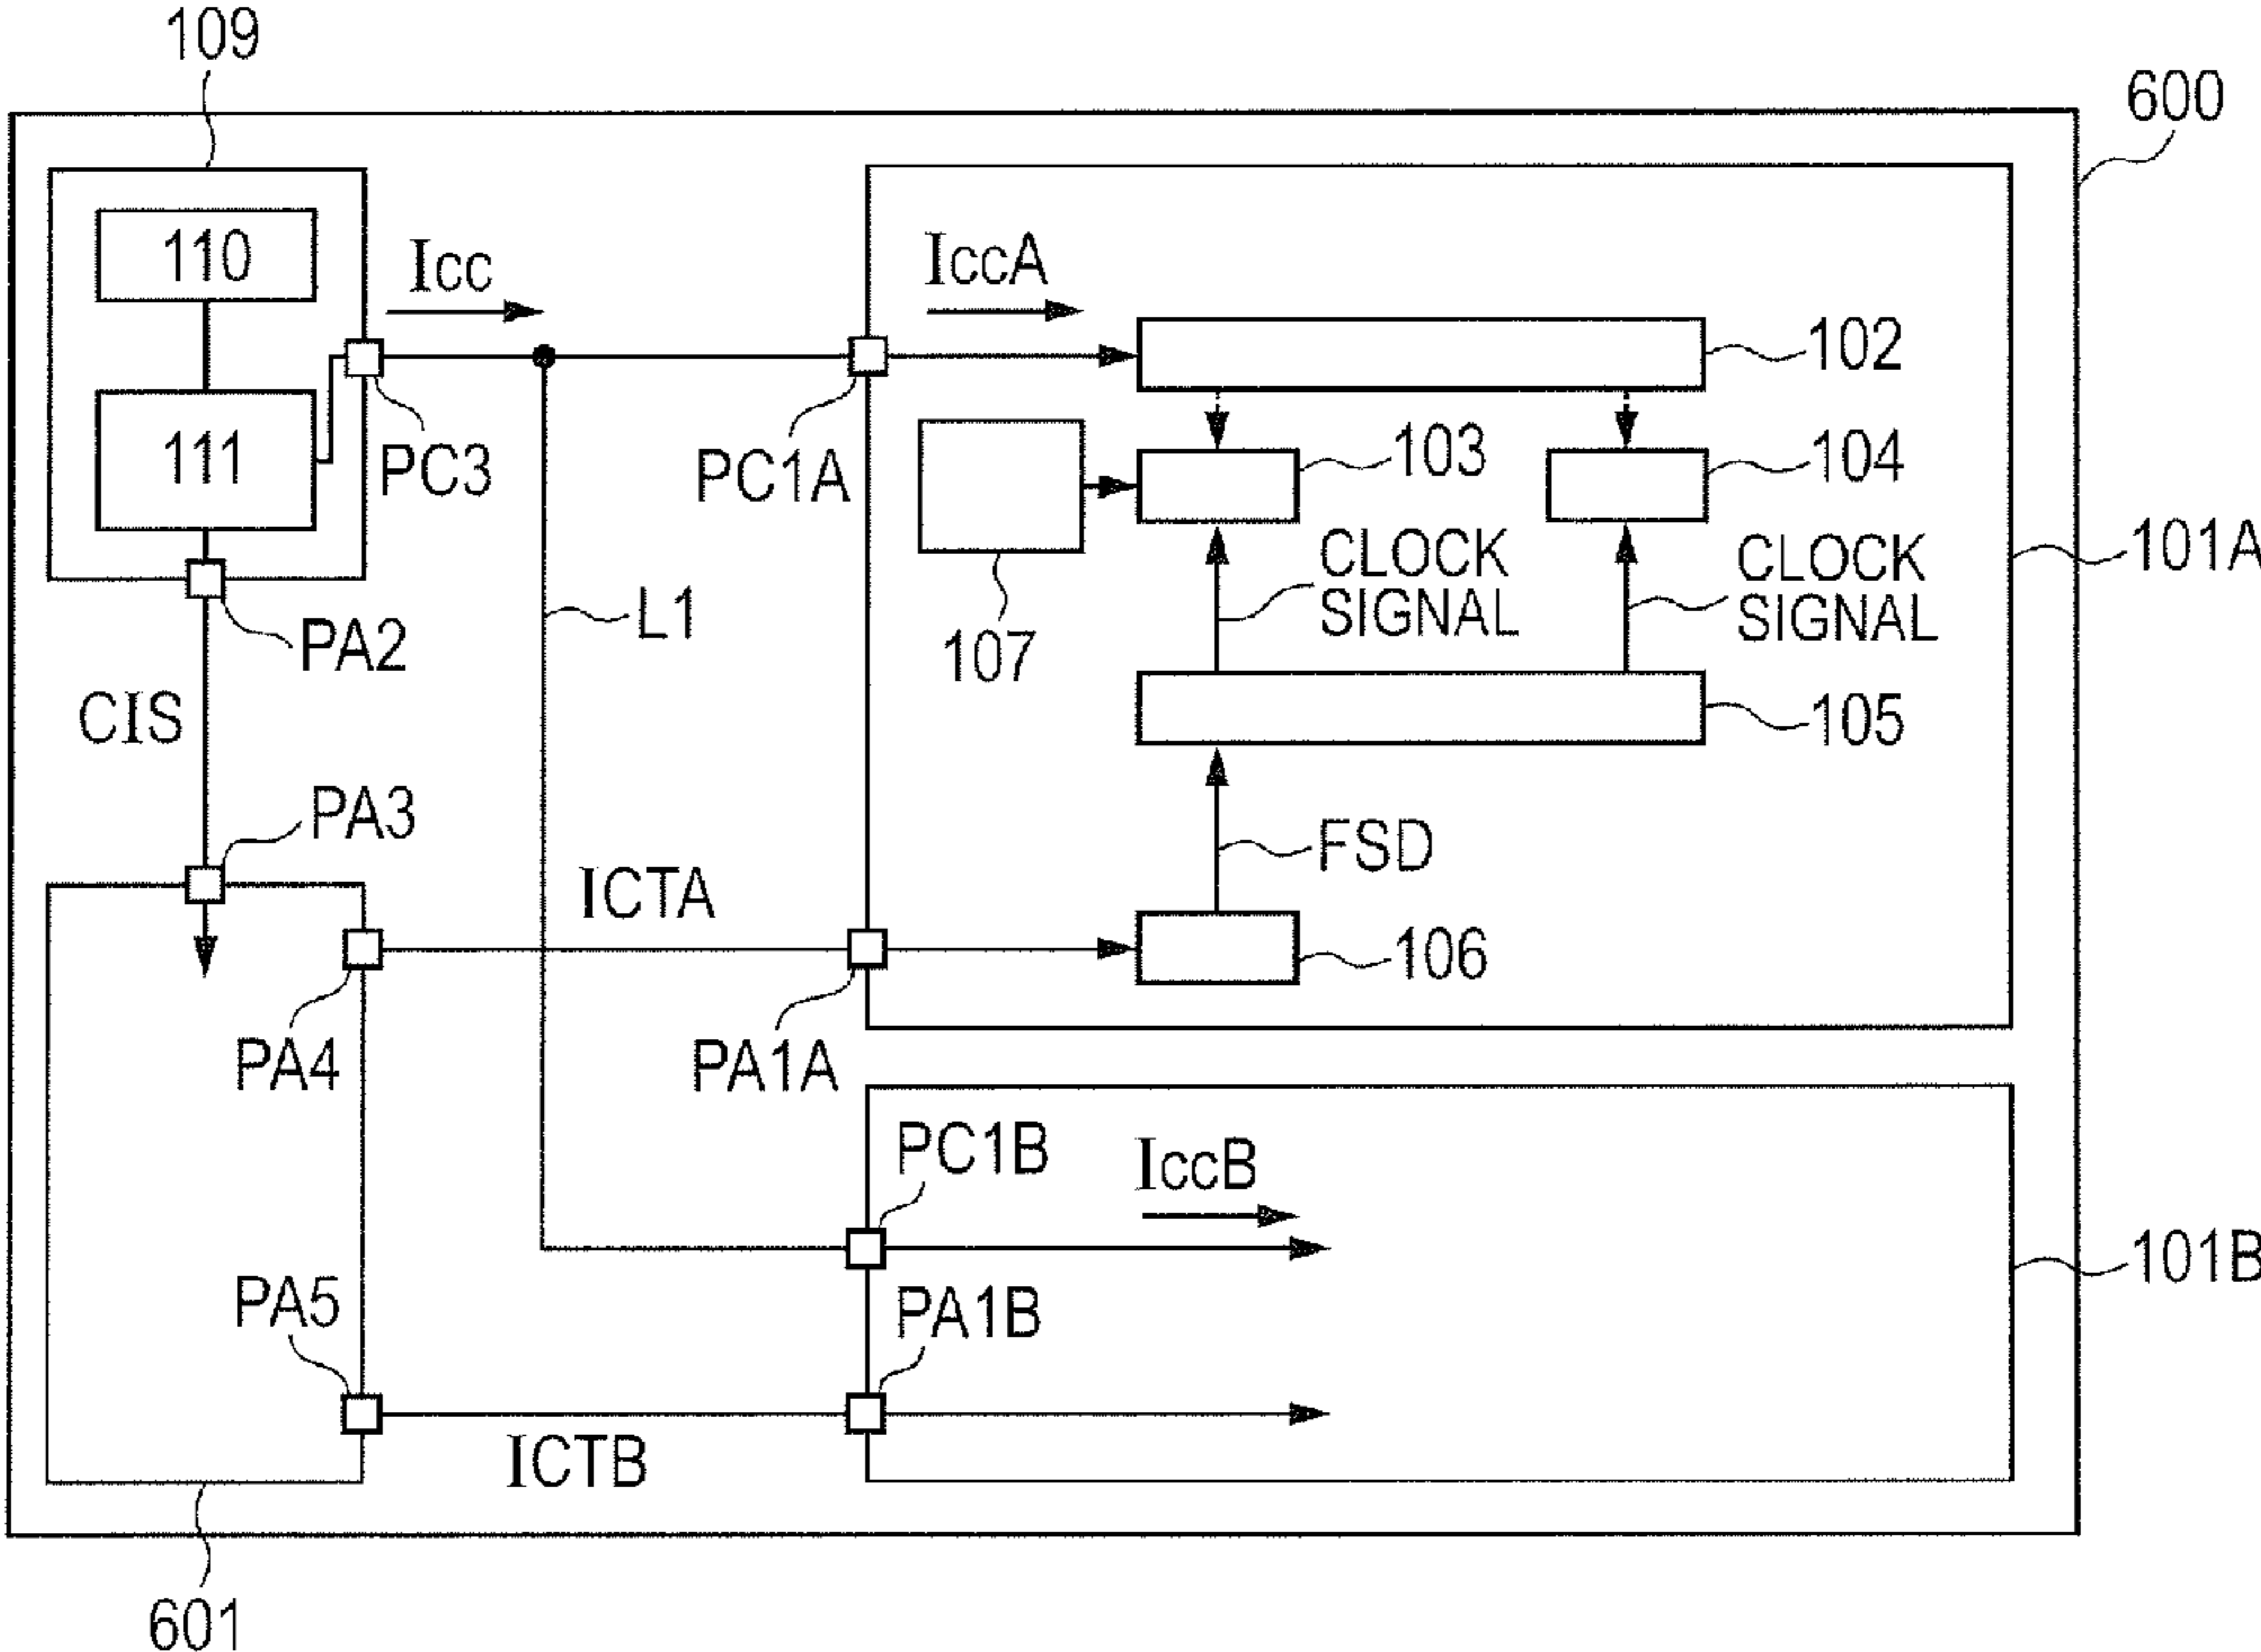 109
600
110
Icc
IccA
102
111
PC3
PC1A
103
104
CLOCK
SIGNAL
CLOCK
SIGNAL
101A
L1
107
PA2
CIS
105
PA3
FSD
ICTA
106
PA4
PA1A
PC1B
IccB
101B
PA5
PA1B
ICTB
601